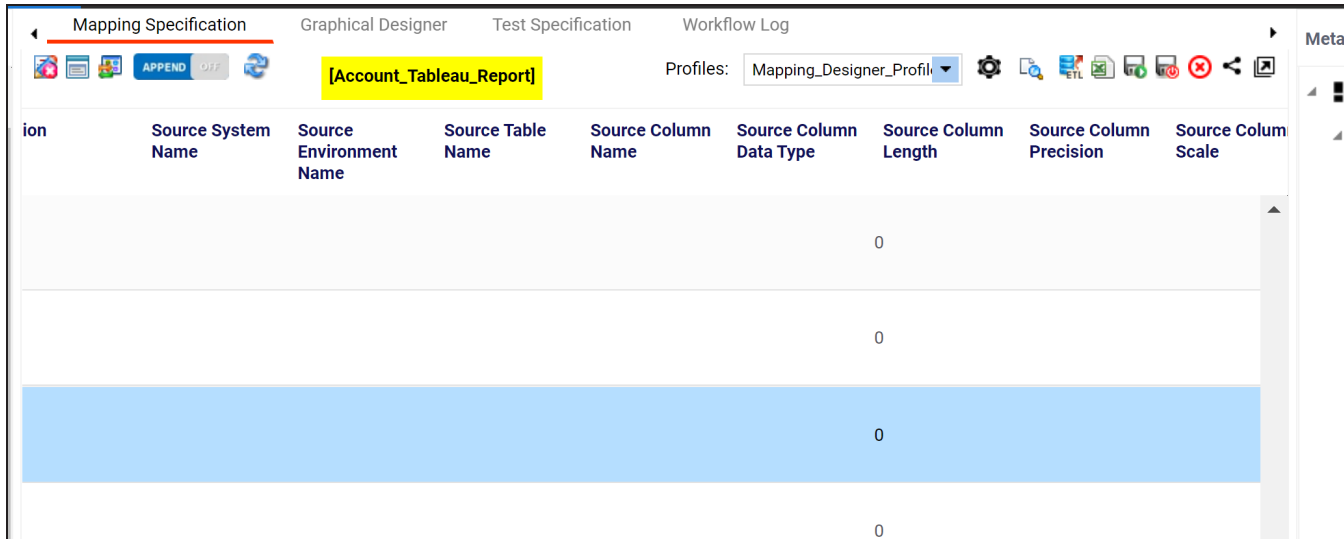 Mapping Specification Graphical Designer Test Specification Workflow Log
Meta
APPEND OFF [Account_Tableau_Report] Profiles: Mapping_Designer_Profil ETL
ion Source System Name Source Environment Name Source Table Name Source Column Name Source Column Data Type Source Column Length Source Column Precision Source Colum Scale
0
0
0
0